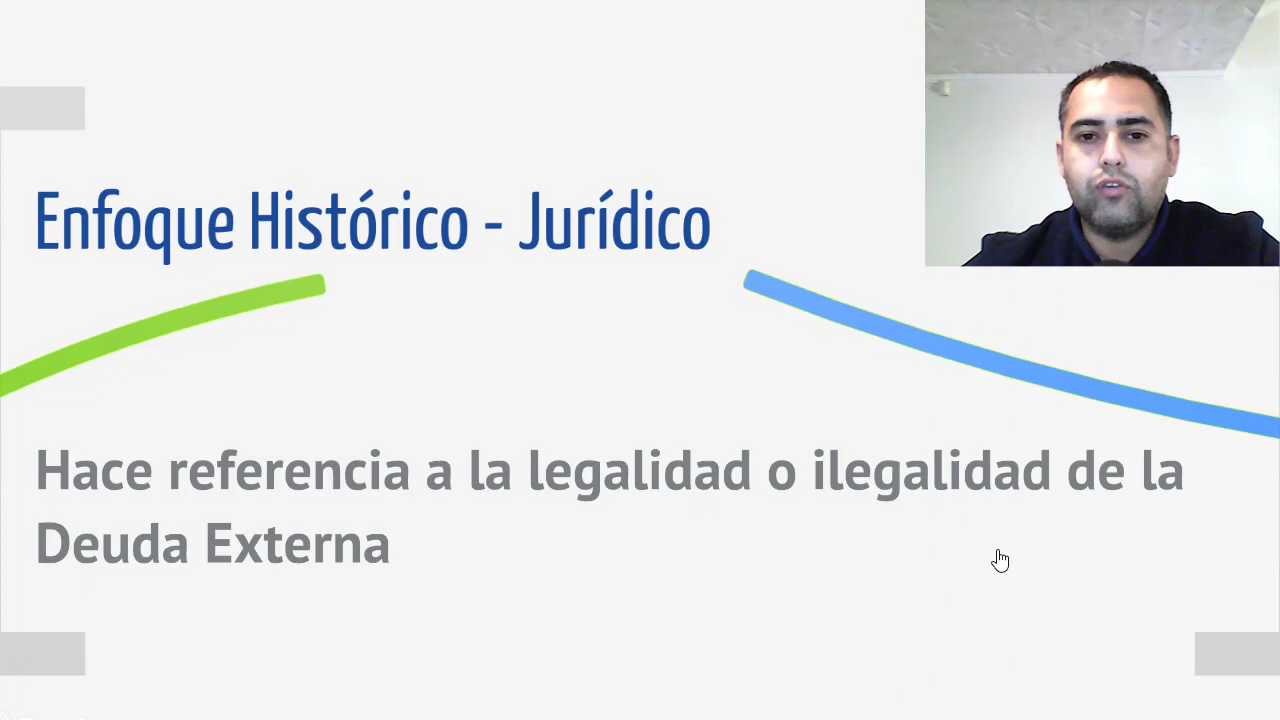 Enfoque Histórico - Jurídico
Hace referencia a la legalidad o ilegalidad de la
Deuda Externa